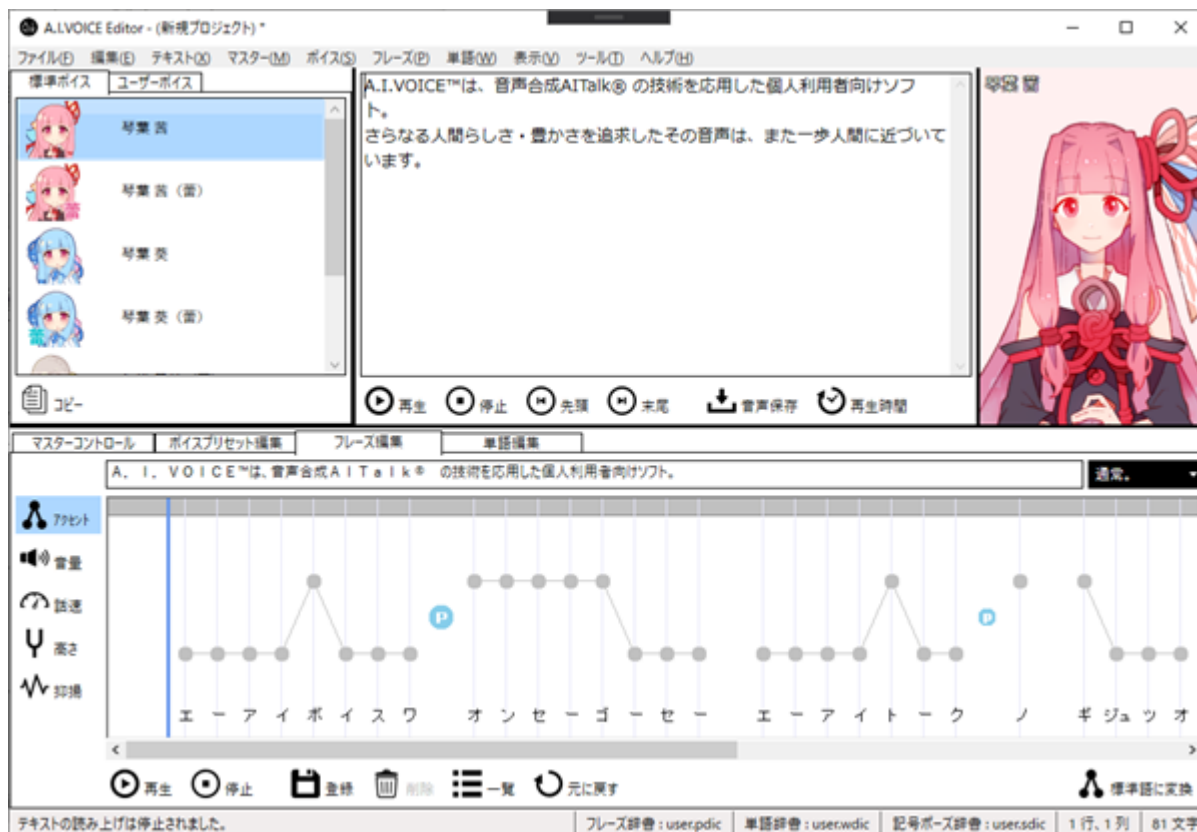 A.I.VOICE Editor - (新規プロジェクト) *
ファイル(F) 編集(E) テキスト(X) マスター(M) ボイス(S) フレーズ(P) 単語(W) 表示(V) ツール(T) ヘルプ(H)
標準ボイス ユーザーボイス
琴葉 茜
琴葉 茜（蕾）
琴葉 葵
琴葉 葵（蕾）
コピー
A.I.VOICE™は、音声合成AITalk® の技術を応用した個人利用者向けソフ
ト。
さらなる人間らしさ・豊かさを追求したその音声は、また一歩人間に近づいて
います。
再生 停止 先頭 末尾 音声保存 再生時間
琴葉 茜
マスターコントロール ボイスプリセット編集 フレーズ編集 単語編集
A．I．VOICE™は、音声合成AITalk® の技術を応用した個人利用者向けソフト。
通常。
アクセント
音量
話速
高さ
抑揚
P P
エ ー ア イ ボ イ ス ワ オ ン セ ー ゴ ー セ ー エ ー ア イ ト ー ク ノ ギ ジュ ツ オ
再生 停止 登録 削除 一覧 元に戻す 標準語に変換
テキストの読み上げは停止されました。 フレーズ辞書 : user.pdic 単語辞書 : user.wdic 記号ポーズ辞書 : user.sdic 1 行、1 列 81 文字